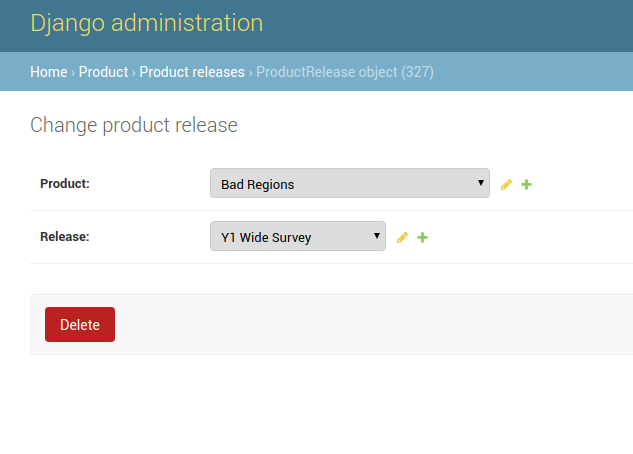 Django administration
Home › Product › Product releases › ProductRelease object (327)
Change product release
Product: Bad Regions
Release: Y1 Wide Survey
Delete